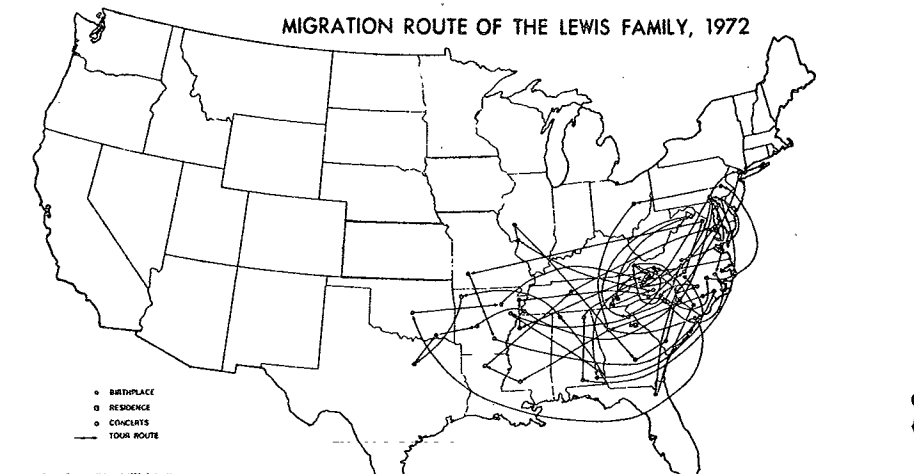 MIGRATION ROUTE OF THE LEWIS FAMILY, 1972
BIRTHPLACE
RESIDENCE
CONCERTS
TOUR ROUTE